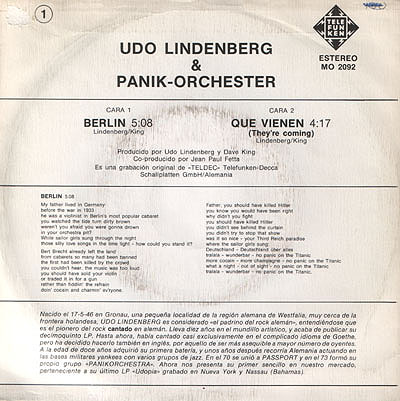 1
UDO LINDENBERG
&
PANIK-ORCHESTER
TELE
FUN
KEN
ESTEREO
MO 2092
CARA 1
BERLIN 5:08
Lindenberg/King
CARA 2
QUE VIENEN 4:17
(They're coming)
Lindenberg/King
Producido por Udo Lindenberg y Dave King
Co-producido por Jean Paul Fetta
Es una grabación original de «TELDEC» Telefunken-Decca
Schallplatten GmbH/Alemania
BERLIN 5:08
My father lived in Germany
before the war in 1933
he was a violinist in Berlin's most popular cabaret
you watched the tide turn dirty brown
weren't you afraid you were gonna drown
in your orchestra pit?
While sailor girls sung through the night
those silly love songs in the lime light - how could you stand it?
Bert Brecht already left the land
from cabarets so many had been banned
the first had been killed by the crowd
you couldn't hear, the music was too loud
you should have sold your violin
or traded it in for a gun
rather than fiddlin' the refrain
doin' cocain and charmin' evryone.
Father, you should have killed Hitler
you know you would have been right
why didn't you fight
you should have killed Hitler
you didn't see behind the curtain
you didn't try to stop that show
was it so nice - your Third Reich paradise
where the sailor girls sung:
Deutschland - Deutschland über alles
tralala - wunderbar - no panic on the Titanic
more cocain - more champagne - no panic on the Titanic
what a night - out of sight - no panic on the Titanic
tralala - wunderbar - no panic on the Titanic.
Nacido el 17-5-46 en Gronau, una pequeña localidad de la región alemana de Westfalia, muy cerca de la
frontera holandesa, UDO LINDENBERG es considerado «el padrino del rock alemán», entendiéndose que
es el pionero del rock cantado en alemán. Lleva diez años en el mundillo artístico, y acaba de publicar su
decimoquinto LP. Hasta ahora, había cantado casi exclusivamente en el complicado idioma de Goethe,
pero ha decidido hacerlo también en inglés, por aquello de ser más asequible a mayor número de oyentes.
A la edad de doce años adquirió su primera batería, y unos años después recorría Alemania actuando en
las bases militares yankees con varios grupos de jazz. En el 70 se unió a PASSPORT y en el 73 formó su
propio grupo «PANIKORCHESTRA». Ahora nos presenta su primer sencillo en nuestro mercado,
perteneciente a su último LP «Udopia» grabado en Nueva York y Nassau (Bahamas).